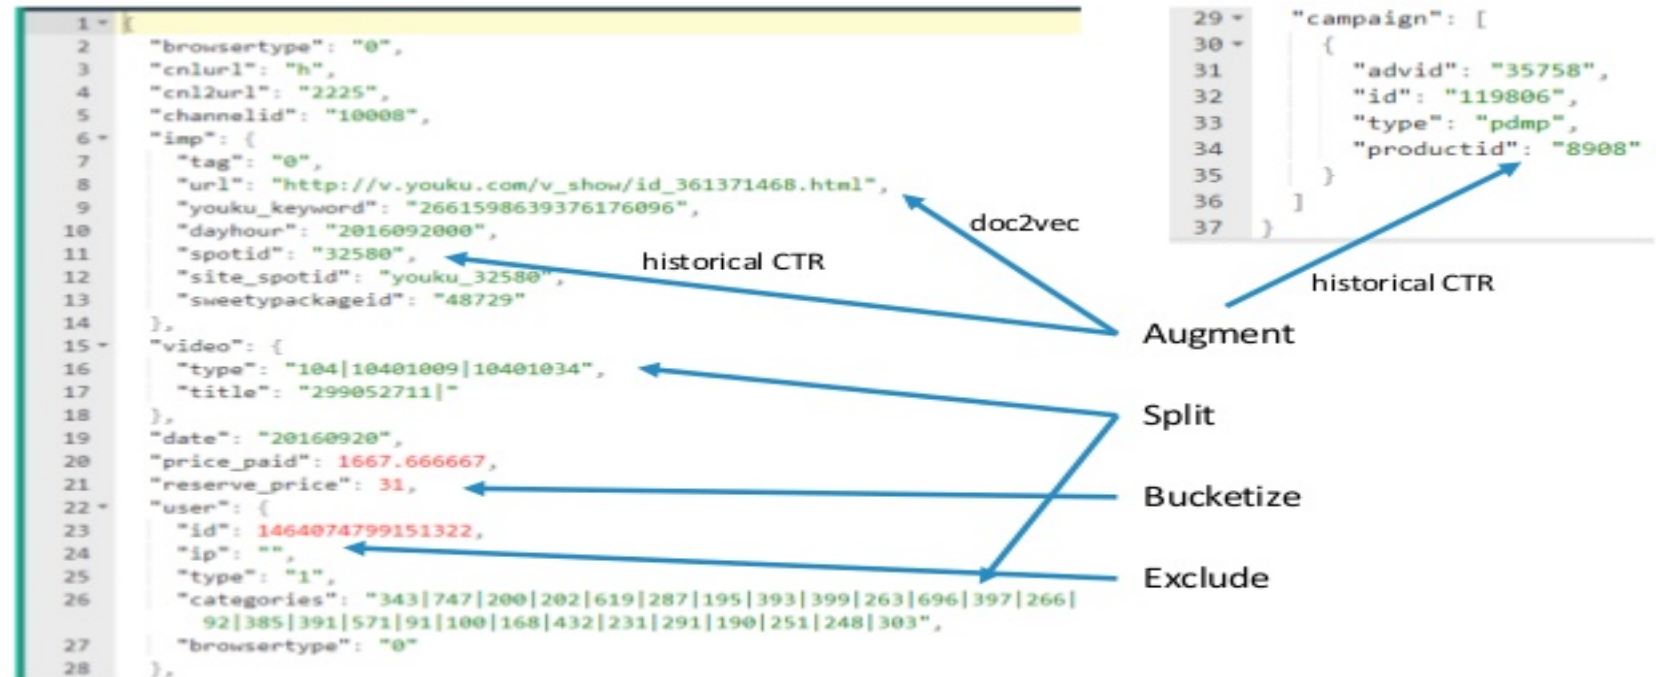 1 {
2 "browsertype": "0",
3 "cnlurl": "h",
4 "cnl2url": "2225",
5 "channelid": "10008",
6 "imp": {
7 "tag": "0",
8 "url": "http://v.youku.com/v_show/id_361371468.html",
9 "youku_keyword": "2661598639376176096",
10 "dayhour": "2016092000",
11 "spotid": "32580",
12 "site_spotid": "youku_32580",
13 "sweetypackageid": "48729"
14 },
15 "video": {
16 "type": "104|10401009|10401034",
17 "title": "299052711|"
18 },
19 "date": "20160920",
20 "price_paid": 1667.666667,
21 "reserve_price": 31,
22 "user": {
23 "id": 1464074799151322,
24 "ip": "",
25 "type": "1",
26 "categories": "343|747|200|202|619|287|195|393|399|263|696|397|266|
92|385|391|571|91|100|168|432|231|291|190|251|248|303",
27 "browsertype": "0"
28 },
29 "campaign": [
30 {
31 "advid": "35758",
32 "id": "119806",
33 "type": "pdmp",
34 "productid": "8908"
35 }
36 ]
37 }
doc2vec
historical CTR
historical CTR
Augment
Split
Bucketize
Exclude